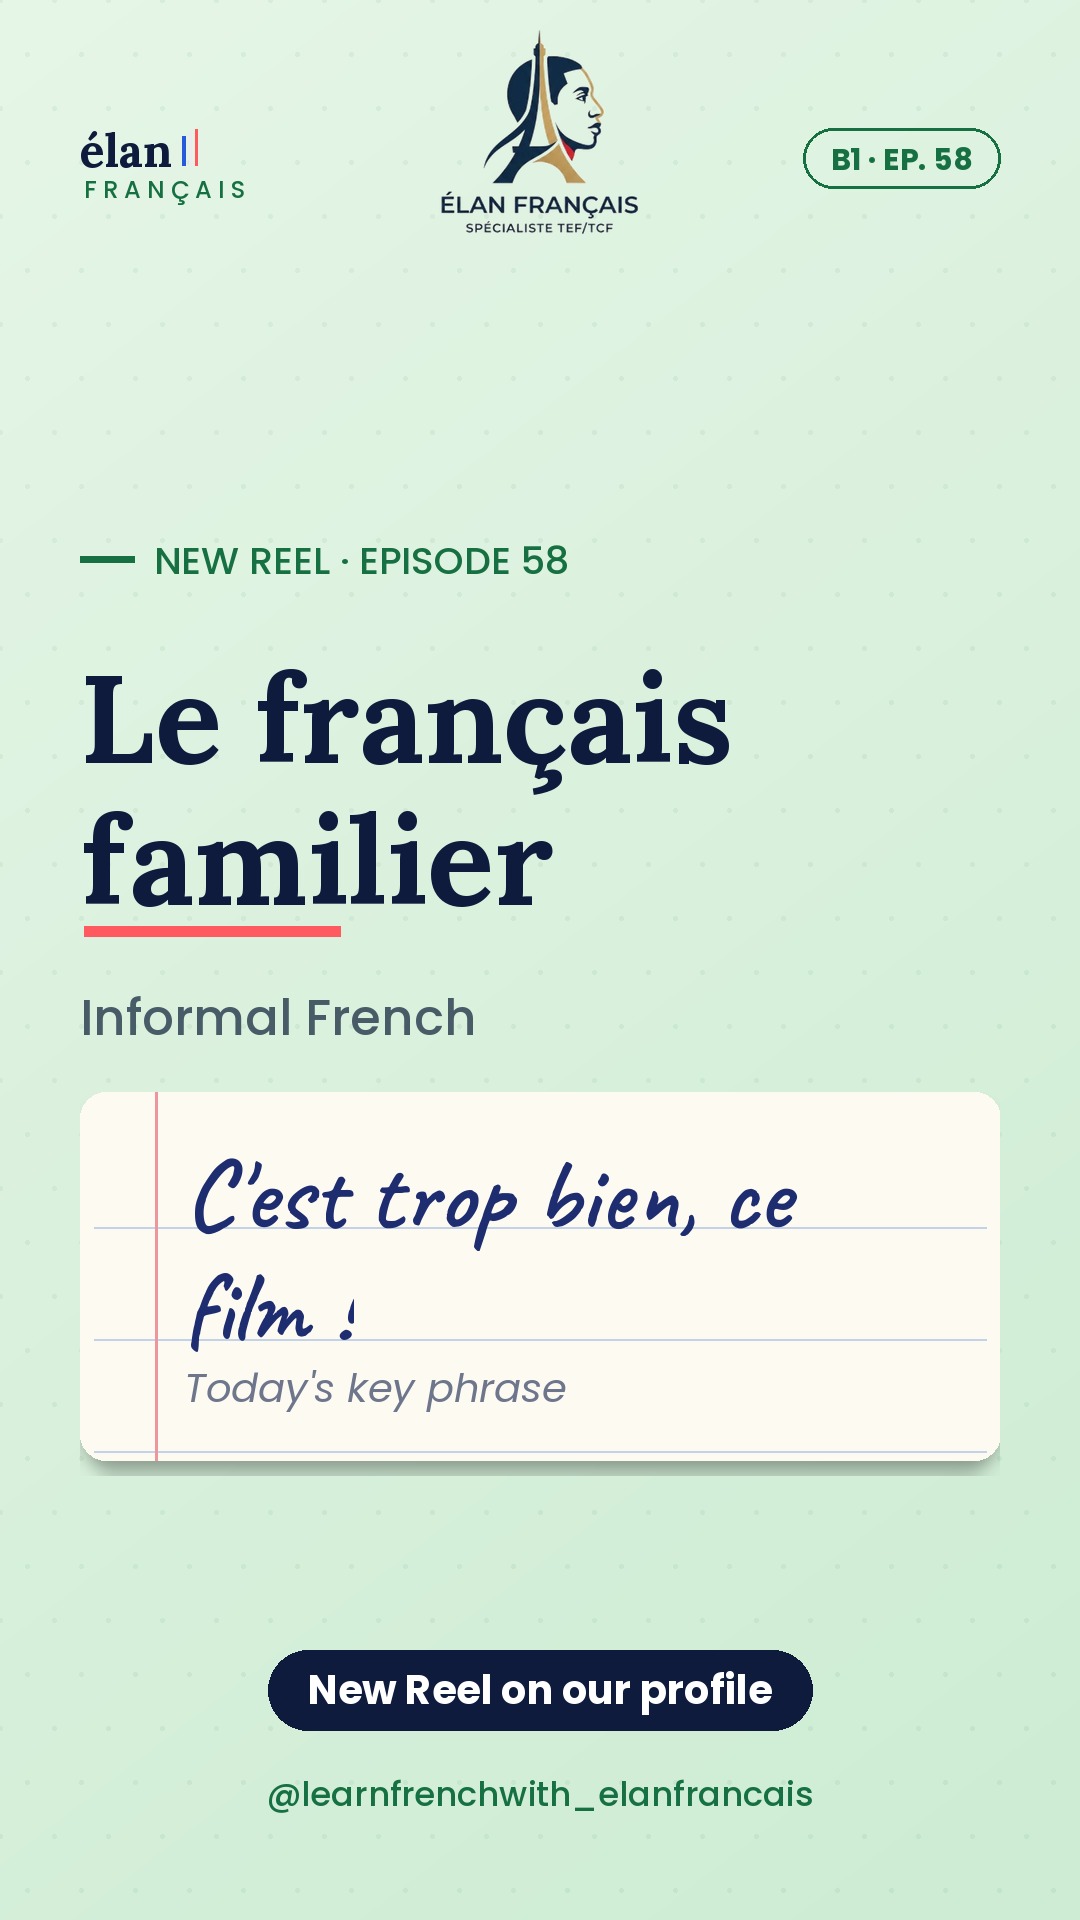 élan
FRANÇAIS
ÉLAN FRANÇAIS
SPÉCIALISTE TEF/TCF
B1 · EP. 58
NEW REEL · EPISODE 58
Le français
familier
Informal French
C'est trop bien, ce
film !
Today's key phrase
New Reel on our profile
@learnfrenchwith_elanfrancais